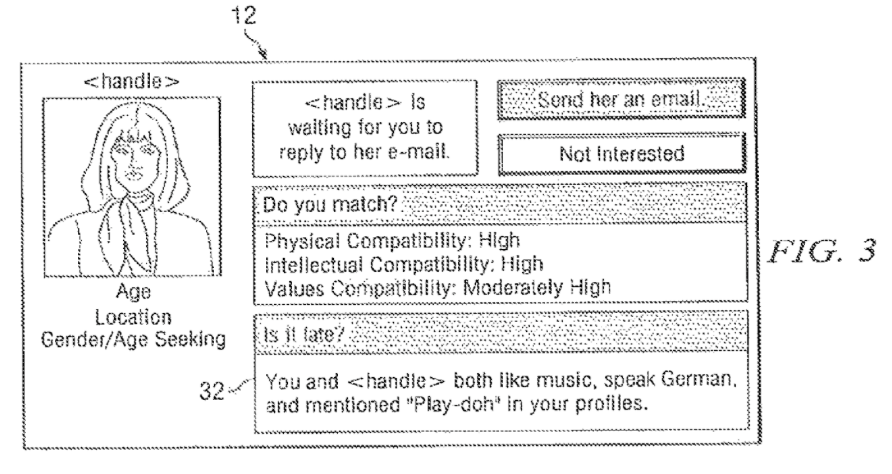 12
<handle>
Age
Location
Gender/Age Seeking
<handle> Is
waiting for you to
reply to her e-mail.
Send her an email.
Not Interested
Do you match?
Physical Compatibility: High
Intellectual Compatibility: High
Values Compatibility: Moderately High
Is it fate?
32
You and <handle> both like music, speak German,
and mentioned "Play-doh" in your profiles.
FIG. 3